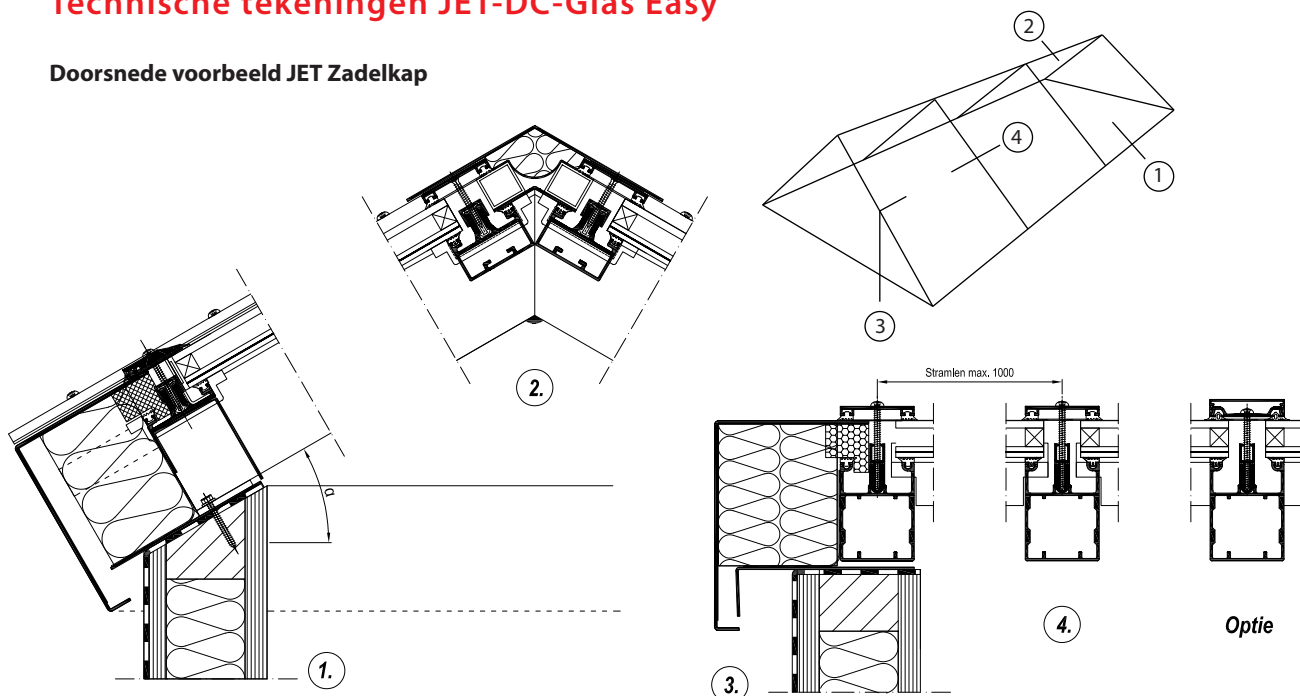 Technische tekeningen JET-DC-Glas Easy
Doorsnede voorbeeld JET Zadelkap
2
4
1
3
2.
Stramlen max. 1000
α
1.
3.
4.
Optie